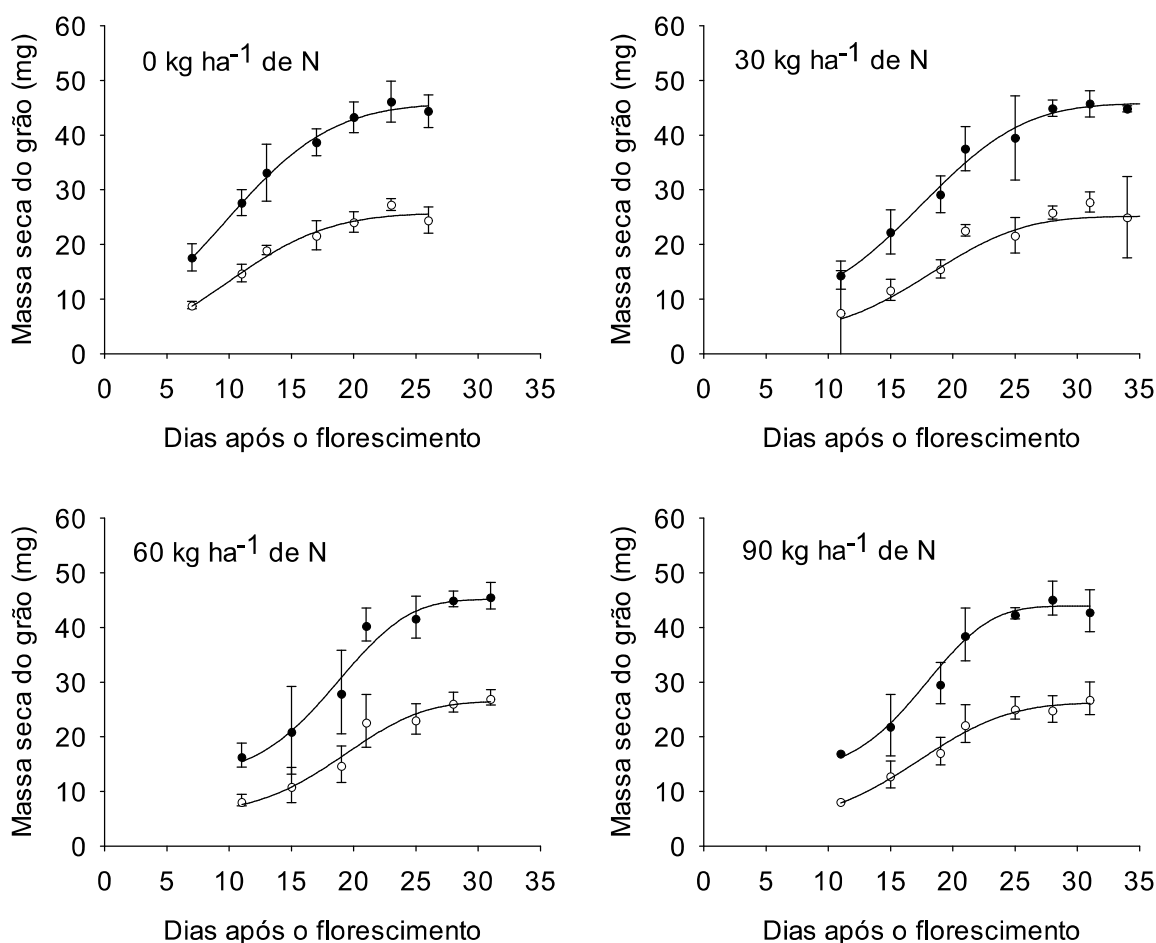 0 kg ha-1 de N
Massa seca do grão (mg)
60
50
40
30
20
10
0
0 5 10 15 20 25 30 35
Dias após o florescimento
30 kg ha-1 de N
Massa seca do grão (mg)
60
50
40
30
20
10
0
0 5 10 15 20 25 30 35
Dias após o florescimento
60 kg ha-1 de N
Massa seca do grão (mg)
60
50
40
30
20
10
0
0 5 10 15 20 25 30 35
Dias após o florescimento
90 kg ha-1 de N
Massa seca do grão (mg)
60
50
40
30
20
10
0
0 5 10 15 20 25 30 35
Dias após o florescimento